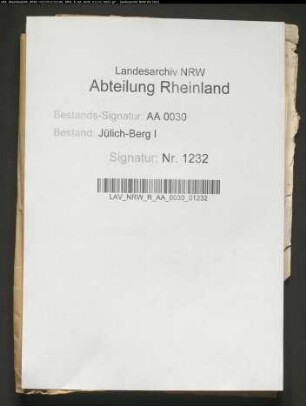 Landesarchiv NRW
Abteilung Rheinland
Bestands-Signatur: AA 0030
Bestand: Jülich-Berg I
Signatur: Nr. 1232
LAV_NRW_R_AA_0030_01232